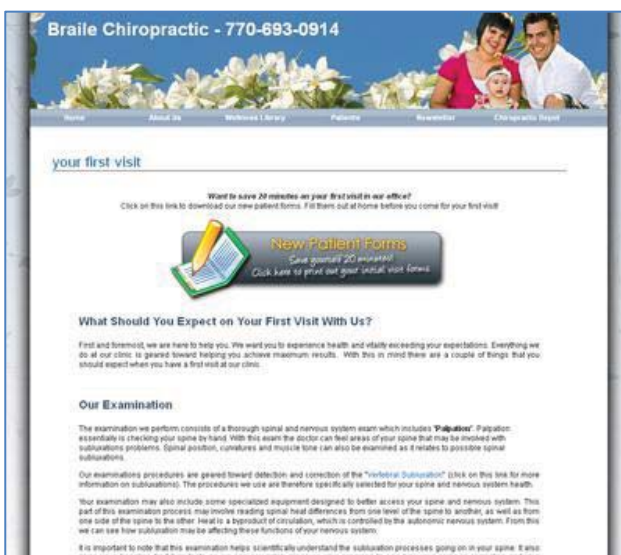 Braile Chiropractic - 770-693-0914
Home About Us Wellness Library Patients Newsletter Chiropractic Depot
your first visit
Want to save 20 minutes on your first visit in our office?
Click on this link to download our new patient forms. Fill them out at home before you come for your first visit!
New Patient Forms
Save yourself 20 minutes!
Click here to print out your initial visit forms
What Should You Expect on Your First Visit With Us?
First and foremost, we are here to help you. We want you to experience health and vitality exceeding your expectations. Everything we
do at our clinic is geared toward helping you achieve maximum results. With this in mind there are a couple of things that you
should expect when you have a first visit at our clinic.
Our Examination
The examination we perform consists of a thorough spinal and nervous system exam which includes "Palpation". Palpation
essentially is checking your spine by hand. With this exam the doctor can feel areas of your spine that may be involved with
subluxations problems. Spinal position, curvatures and muscle tone can also be examined as it relates to possible spinal
subluxations.
Our examinations procedures are geared toward detection and correction of the "Vertebral Subluxation" (click on this link for more
information on subluxations). The procedures we use are therefore specifically selected for your spine and nervous system health.
Your examination may also include some specialized equipment designed to better access your spine and nervous system. This
part of this examination process may involve reading spinal heat differences from one level of the spine to another, as well as from
one side of the spine to the other. Heat is a byproduct of circulation, which is controlled by the autonomic nervous system. From this
we can see how subluxation may be affecting these functions of your nervous system.
It is important to note that this examination helps scientifically understand the subluxation processes going on in your spine. It also